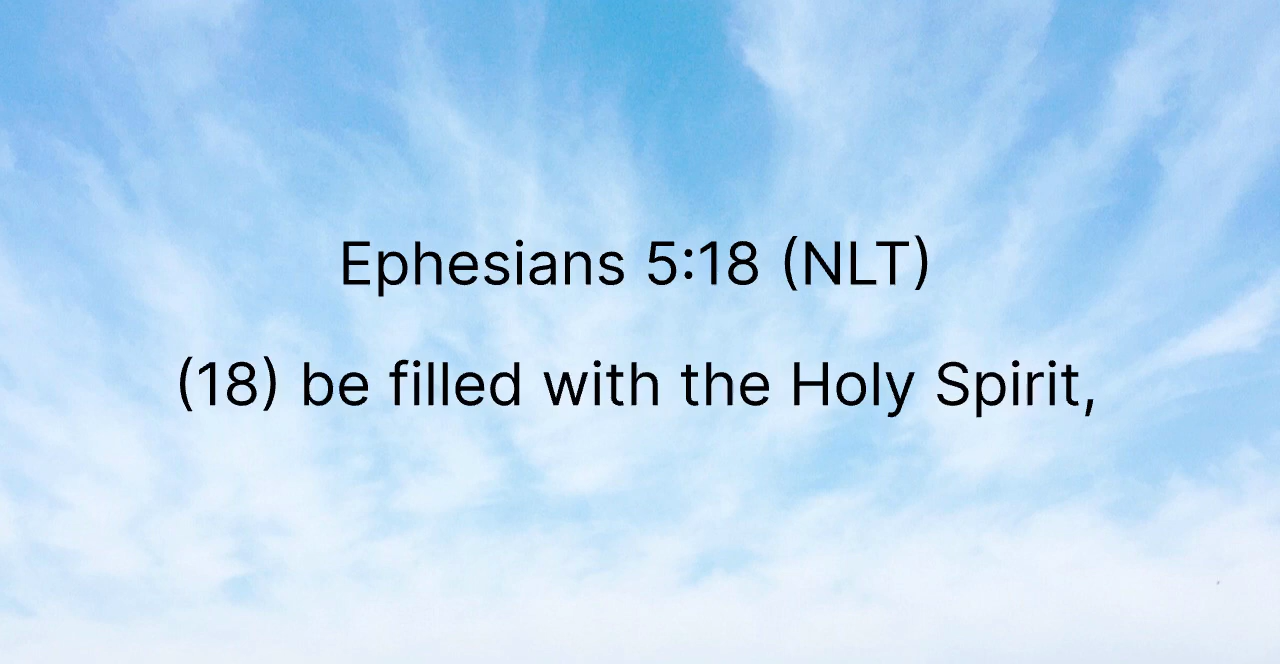 Ephesians 5:18 (NLT)
(18) be filled with the Holy Spirit,